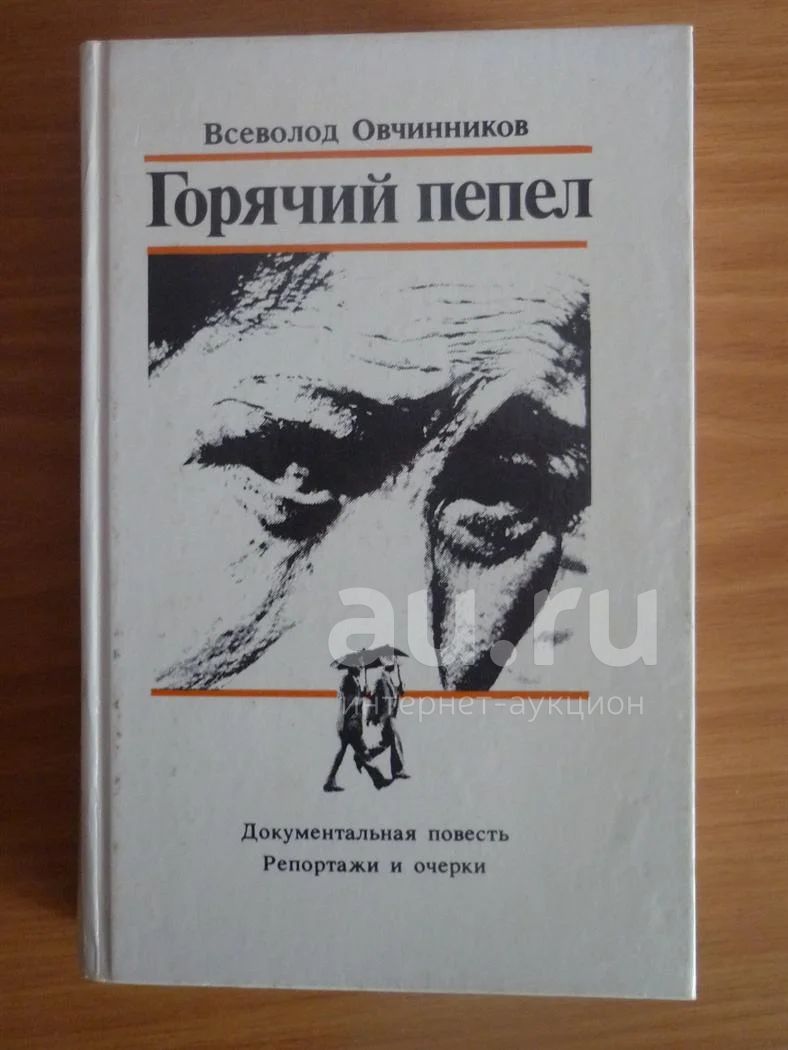 Всеволод Овчинников
Горячий пепел
au.ru
интернет-аукцион
Документальная повесть
Репортажи и очерки